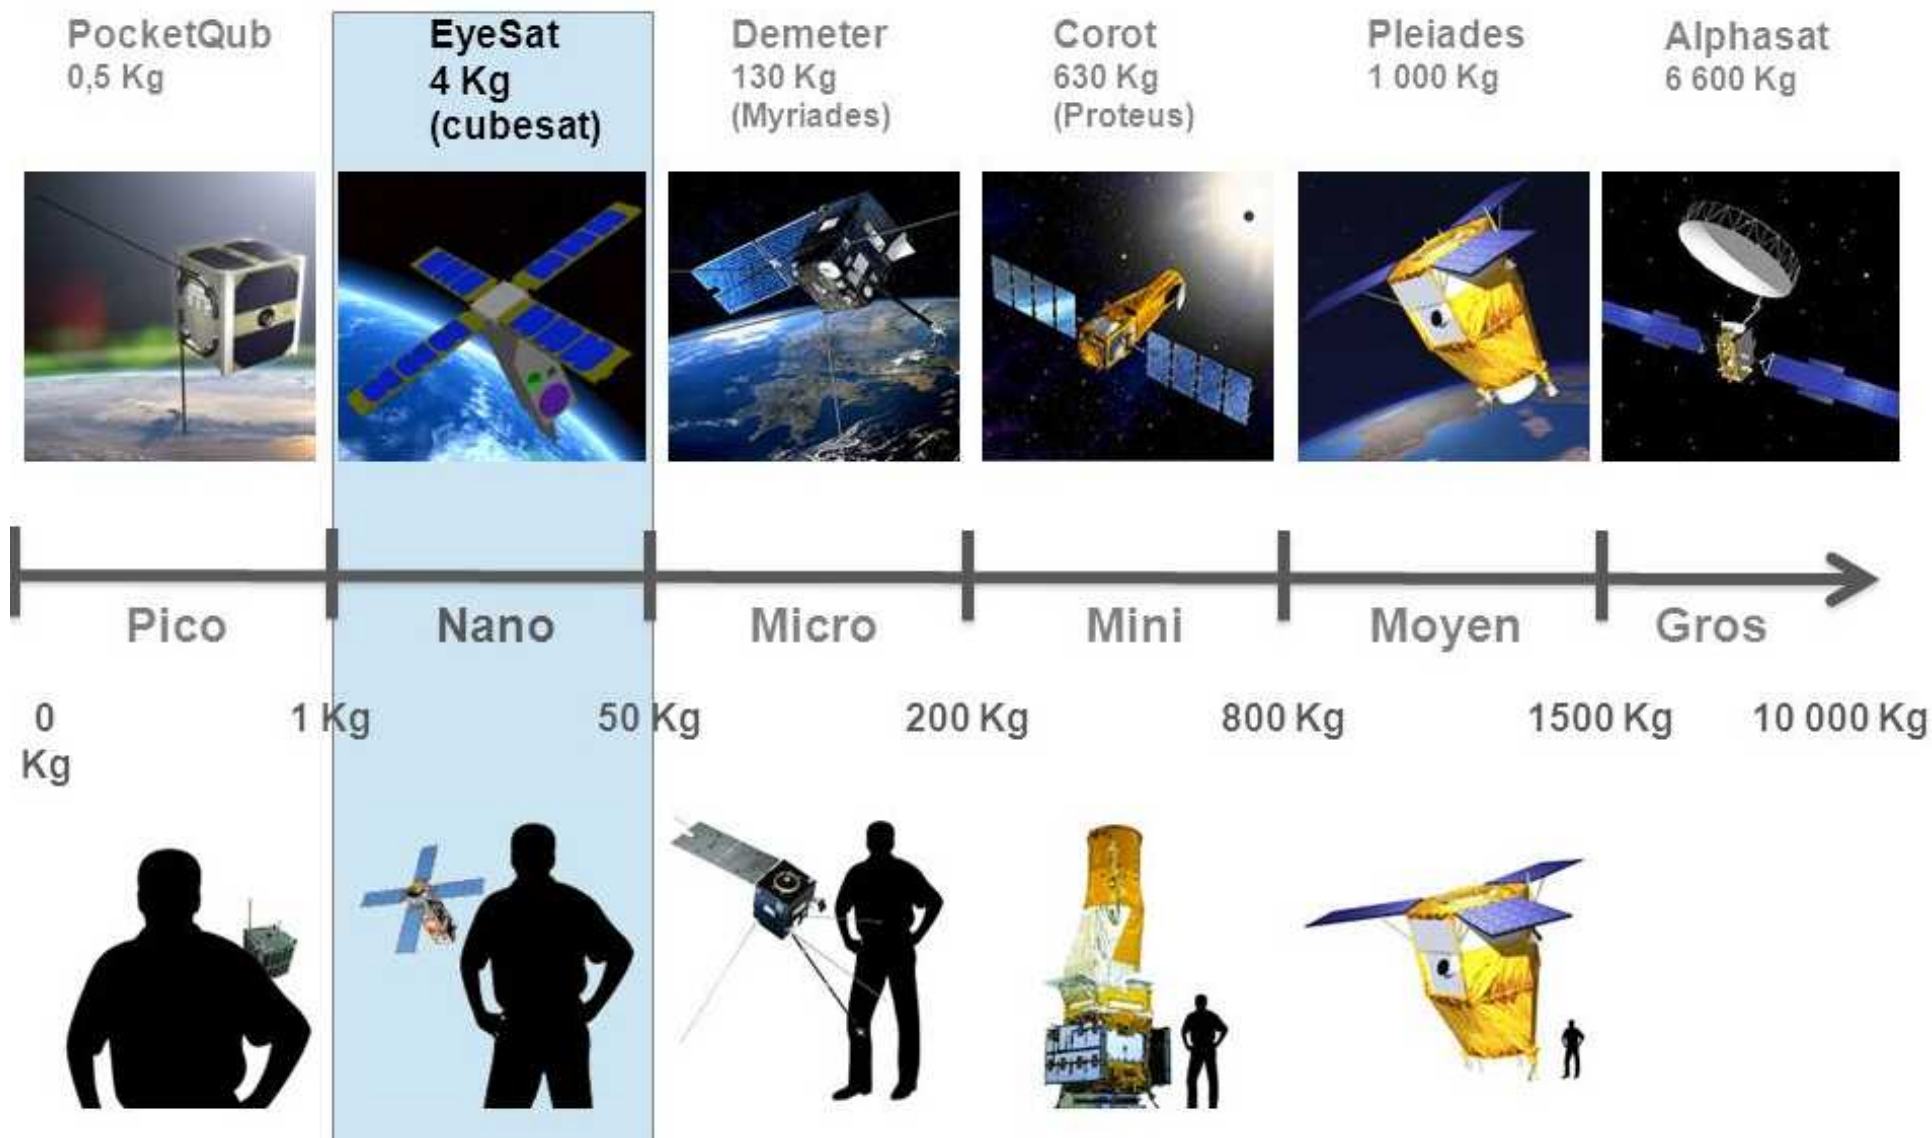 PocketQub
0,5 Kg
EyeSat
4 Kg
(cubesat)
Demeter
130 Kg
(Myriades)
Corot
630 Kg
(Proteus)
Pleiades
1 000 Kg
Alphasat
6 600 Kg
Pico
Nano
Micro
Mini
Moyen
Gros
0
Kg
1 Kg
50 Kg
200 Kg
800 Kg
1500 Kg
10 000 Kg